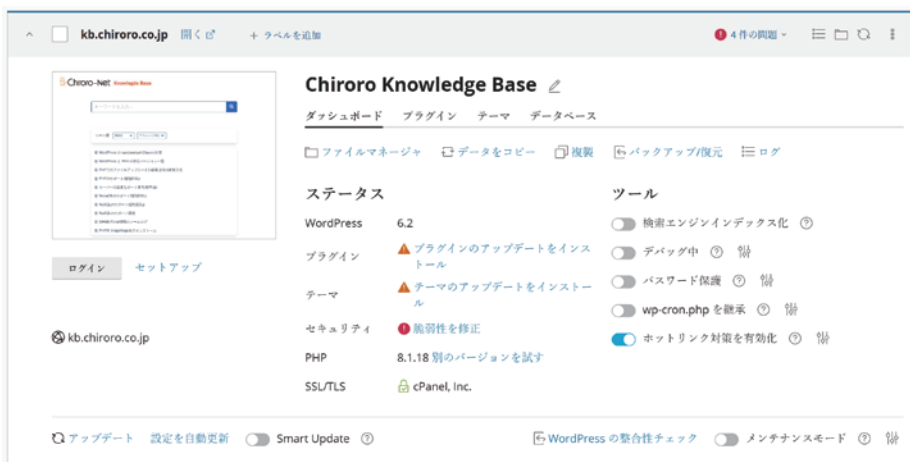 kb.chiroro.co.jp 開く + ラベルを追加 4 件の問題
Chiroro-Net Knowledge Base
Chiroro Knowledge Base
ダッシュボード プラグイン テーマ データベース
ファイルマネージャ データをコピー 複製 バックアップ/復元 ログ
ステータス
WordPress 6.2
プラグイン プラグインのアップデートをインス
トール
テーマ テーマのアップデートをインストー
ル
セキュリティ 脆弱性を修正
PHP 8.1.18 別のバージョンを試す
SSL/TLS cPanel, Inc.
ツール
検索エンジンインデックス化
デバッグ中
パスワード保護
wp-cron.php を継承
ホットリンク対策を有効化
ログイン セットアップ
kb.chiroro.co.jp
アップデート 設定を自動更新 Smart Update WordPress の整合性チェック メンテナンスモード